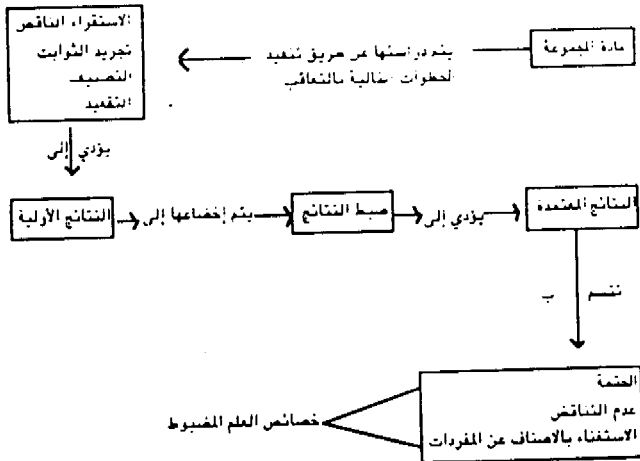 مادة المجموعة
يتم دراستها عن طريق تنفيذ
الخطوات التالية بالتعاقب
الاستقراء الناقص
تجريد الثوابت
التصنيف
التقعيد
يؤدي إلى
النتائج الأولية
يتم إخضاعها إلى
ضبط النتائج
يؤدي إلى
النتائج المعتمدة
تتسم ب
الحتمية
عدم التناقض
الاستغناء بالاصناف عن المفردات
خصائص العلم المضبوط